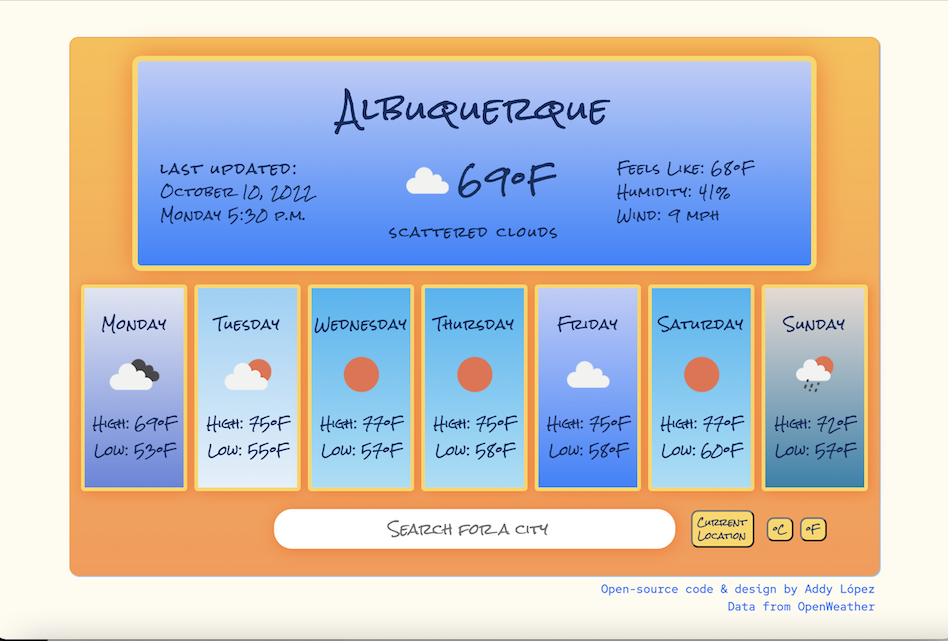 Albuquerque
last updated:
October 10, 2022
Monday 5:30 p.m.
69°F
scattered clouds
Feels Like: 68°F
Humidity: 41%
Wind: 9 mph
Monday
High: 69°F
Low: 53°F
Tuesday
High: 75°F
Low: 55°F
Wednesday
High: 77°F
Low: 57°F
Thursday
High: 75°F
Low: 58°F
Friday
High: 75°F
Low: 58°F
Saturday
High: 77°F
Low: 60°F
Sunday
High: 72°F
Low: 57°F
Search for a city
Current
Location
°C
°F
Open-source code & design by Addy López
Data from OpenWeather